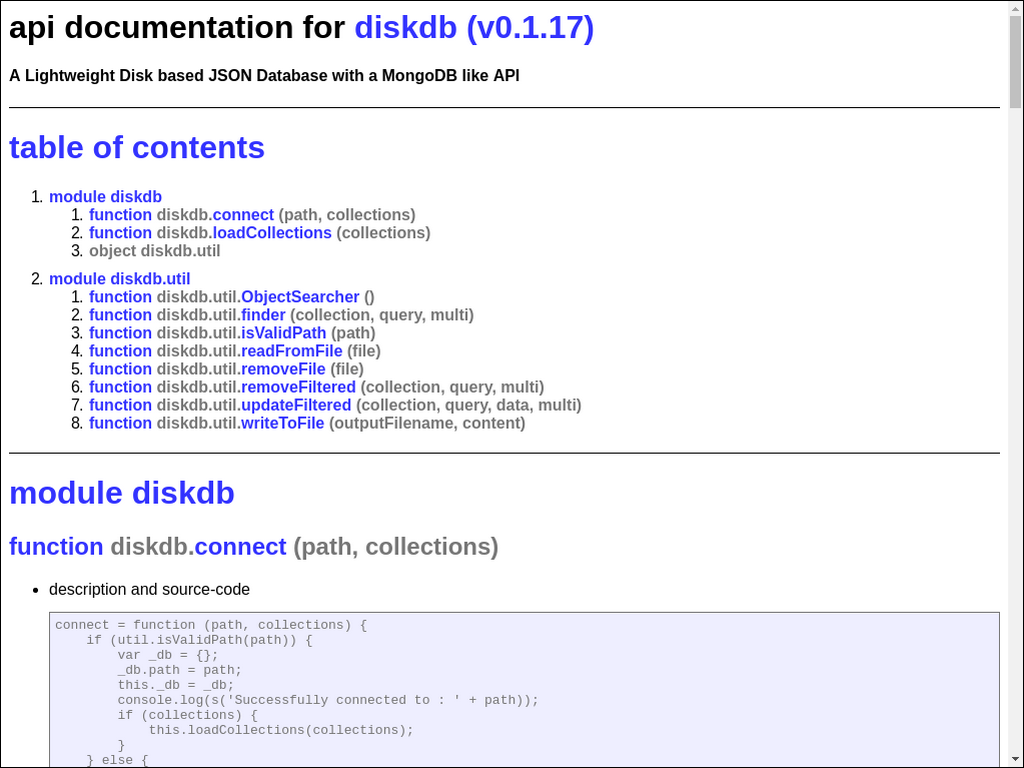 api documentation for diskdb (v0.1.17)
A Lightweight Disk based JSON Database with a MongoDB like API
table of contents
1. module diskdb
1. function diskdb.connect (path, collections)
2. function diskdb.loadCollections (collections)
3. object diskdb.util
2. module diskdb.util
1. function diskdb.util.ObjectSearcher ()
2. function diskdb.util.finder (collection, query, multi)
3. function diskdb.util.isValidPath (path)
4. function diskdb.util.readFromFile (file)
5. function diskdb.util.removeFile (file)
6. function diskdb.util.removeFiltered (collection, query, multi)
7. function diskdb.util.updateFiltered (collection, query, data, multi)
8. function diskdb.util.writeToFile (outputFilename, content)
module diskdb
function diskdb.connect (path, collections)
• description and source-code
connect = function (path, collections) {
    if (util.isValidPath(path)) {
        var _db = {};
        _db.path = path;
        this._db = _db;
        console.log(s('Successfully connected to : ' + path));
        if (collections) {
            this.loadCollections(collections);
        }
    } else {